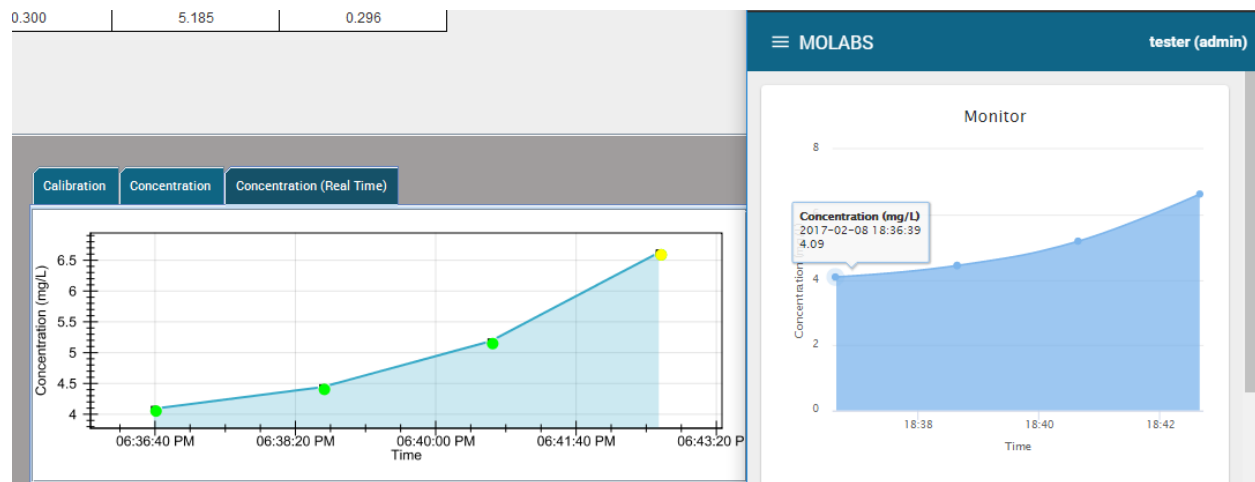 0.300 5.185 0.296
Calibration Concentration Concentration (Real Time)
Concentration (mg/L)
6.5
6
5.5
5
4.5
4
06:36:40 PM 06:38:20 PM 06:40:00 PM 06:41:40 PM 06:43:20 P
Time
MOLABS tester (admin)
Monitor
8
Concentration (mg/L)
2017-02-08 18:36:39
4.09
4
2
0
18:38 18:40 18:42
Time